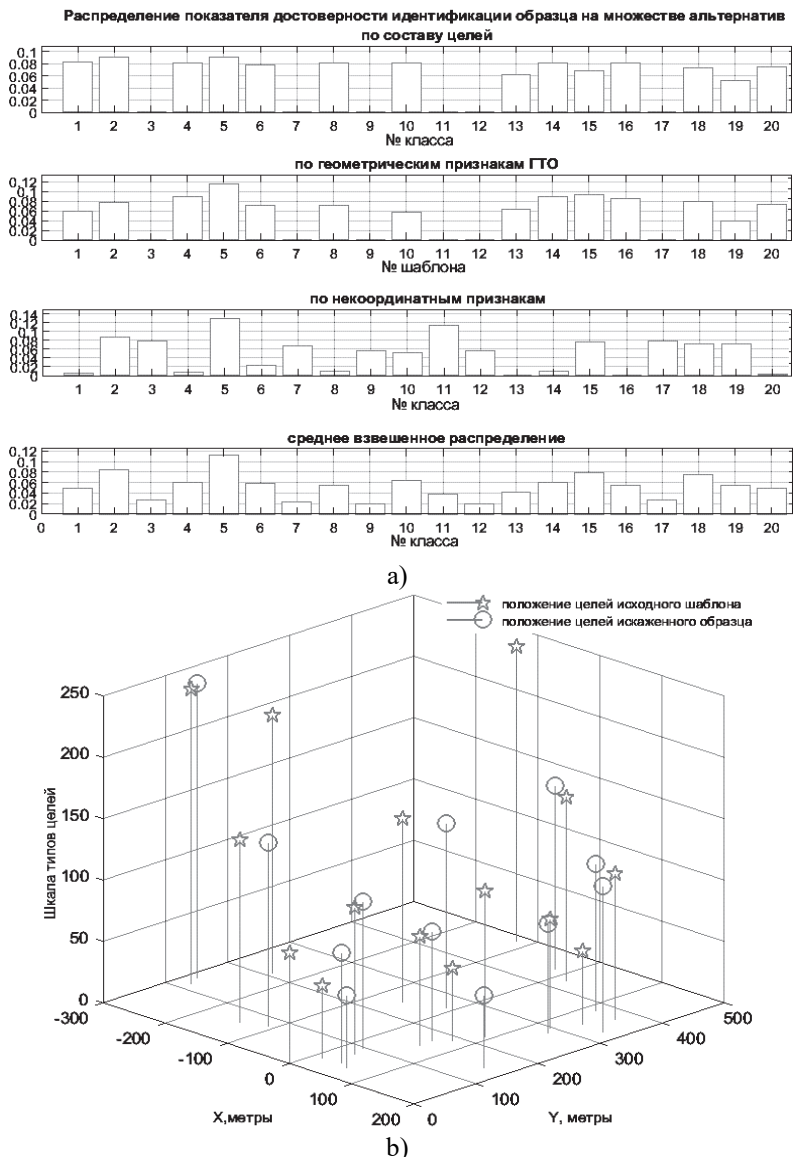 Распределение показателя достоверности идентификации образца на множестве альтернатив
по составу целей
0.1
0.08
0.06
0.04
0.02
0
1 2 3 4 5 6 7 8 9 10 11 12 13 14 15 16 17 18 19 20
№ класса
по геометрическим признакам ГТО
0.12
0.1
0.08
0.06
0.04
0.02
0
1 2 3 4 5 6 7 8 9 10 11 12 13 14 15 16 17 18 19 20
№ шаблона
по некоординатным признакам
0.14
0.12
0.1
0.08
0.06
0.04
0.02
0
1 2 3 4 5 6 7 8 9 10 11 12 13 14 15 16 17 18 19 20
№ класса
среднее взвешенное распределение
0.12
0.1
0.08
0.06
0.04
0.02
0
0 1 2 3 4 5 6 7 8 9 10 11 12 13 14 15 16 17 18 19 20
№ класса
а)
положение целей исходного шаблона
положение целей искаженного образца
250
200
150
100
50
0
Шкала типов целей
-300
-200
-100
0
100
200
X,метры
0
100
200
300
400
500
Y, метры
b)